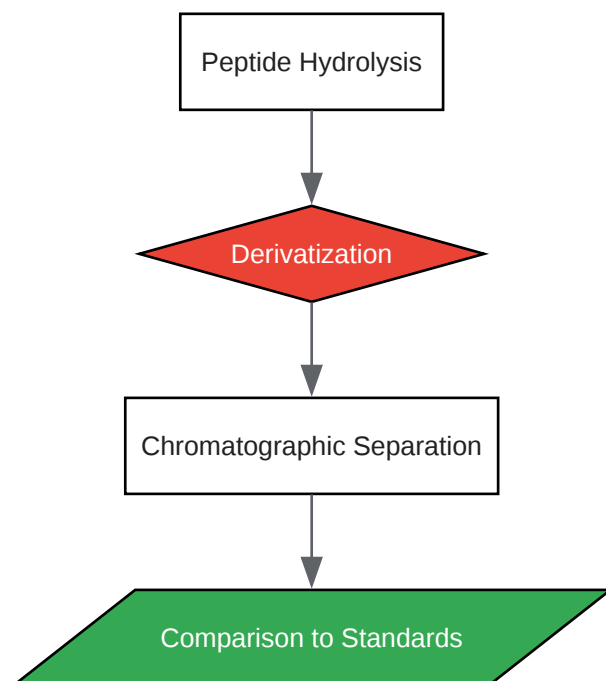 Peptide Hydrolysis
Derivatization
Chromatographic Separation
Comparison to Standards